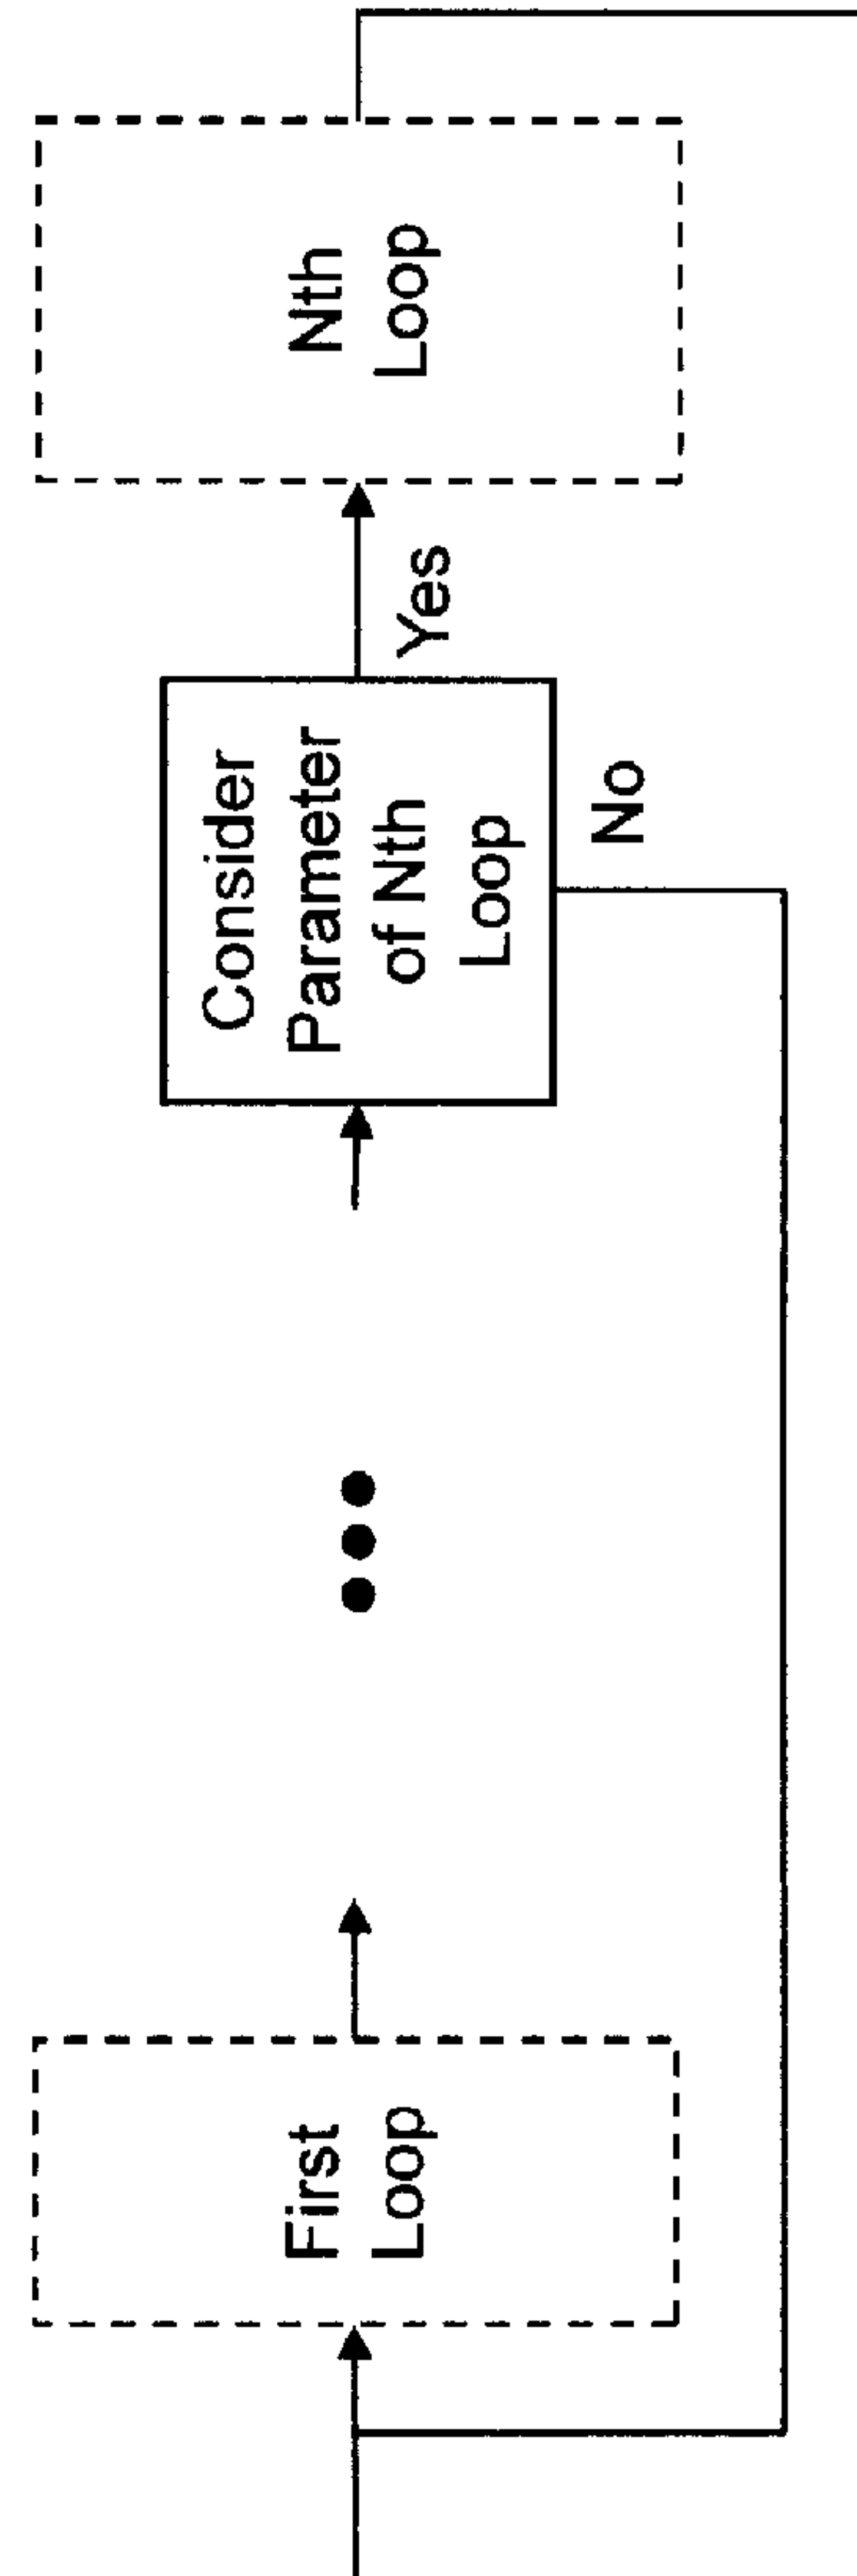 First
Loop
Consider
Parameter
of Nth
Loop
Yes
No
Nth
Loop